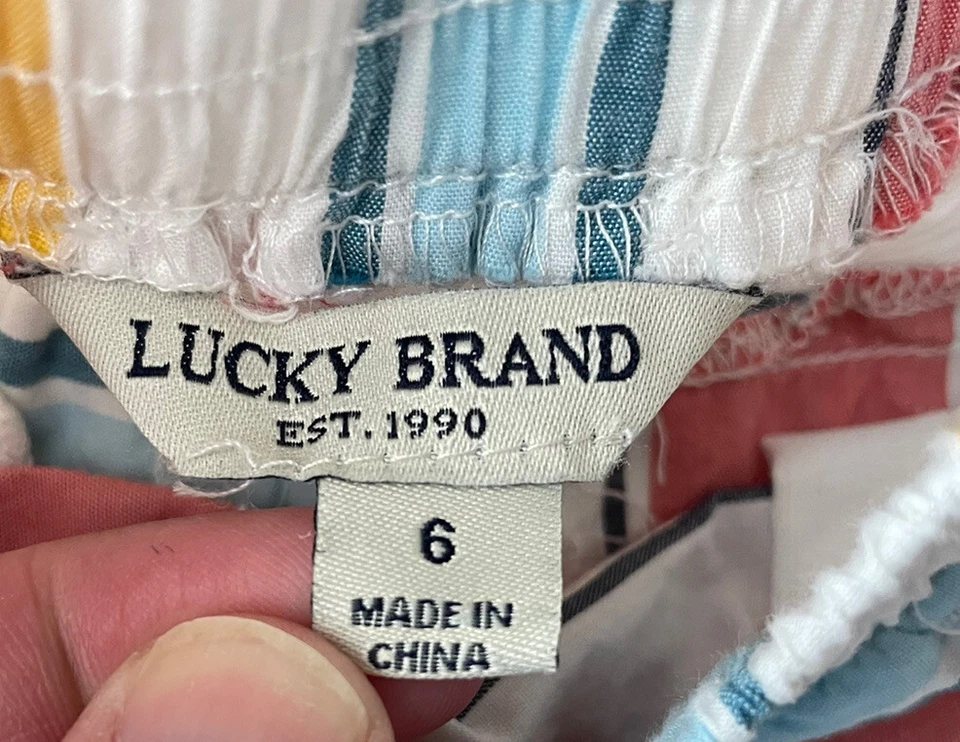 LUCKY BRAND
EST. 1990
6
MADE IN
CHINA